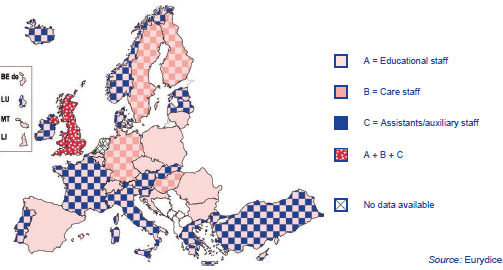 BE de
LU
MT
LI
A = Educational staff
B = Care staff
C = Assistants/auxiliary staff
A + B + C
No data available
Source: Eurydice